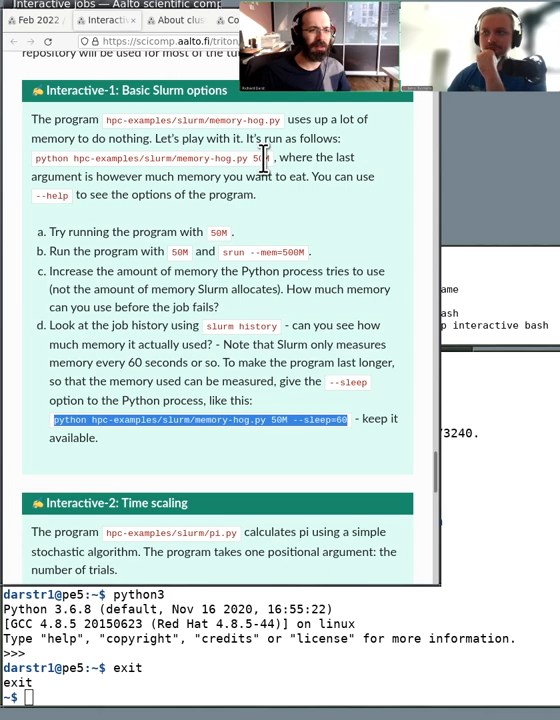 Interactive jobs — Aalto scientific comp
Feb 2022
Interactiv
About clus
Co
https://scicomp.aalto.fi/triton
repository will be used for most of the tu
✍ Interactive-1: Basic Slurm options
The program hpc-examples/slurm/memory-hog.py uses up a lot of
memory to do nothing. Let's play with it. It's run as follows:
python hpc-examples/slurm/memory-hog.py 50M , where the last
argument is however much memory you want to eat. You can use
--help to see the options of the program.
a. Try running the program with 50M .
b. Run the program with 50M and srun --mem=500M .
c. Increase the amount of memory the Python process tries to use
(not the amount of memory Slurm allocates). How much memory
can you use before the job fails?
d. Look at the job history using slurm history - can you see how
much memory it actually used? - Note that Slurm only measures
memory every 60 seconds or so. To make the program last longer,
so that the memory used can be measured, give the --sleep
option to the Python process, like this:
python hpc-examples/slurm/memory-hog.py 50M --sleep=60 - keep it
available.
✍ Interactive-2: Time scaling
The program hpc-examples/slurm/pi.py calculates pi using a simple
stochastic algorithm. The program takes one positional argument: the
number of trials.
ame
ash
p interactive bash
3240.
darstr1@pe5:~$ python3
Python 3.6.8 (default, Nov 16 2020, 16:55:22)
[GCC 4.8.5 20150623 (Red Hat 4.8.5-44)] on linux
Type "help", "copyright", "credits" or "license" for more information.
>>>
darstr1@pe5:~$ exit
exit
~$